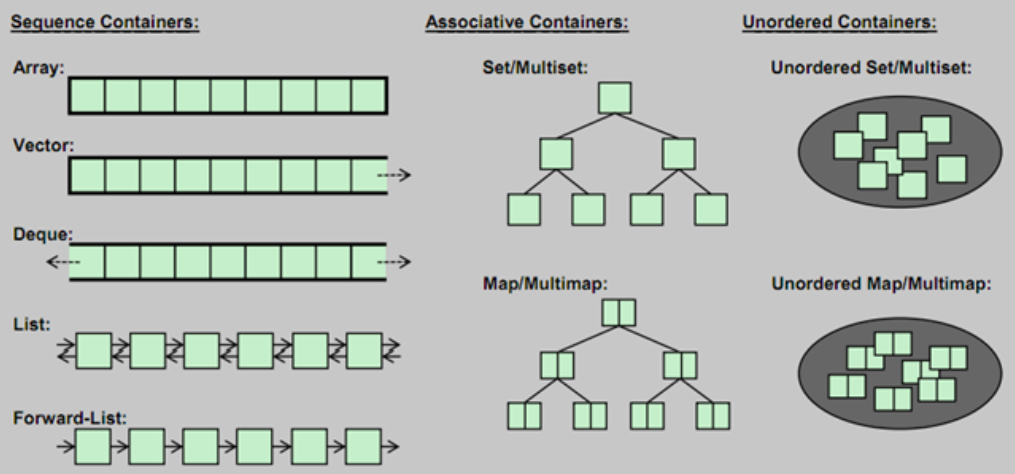 Sequence Containers:
Array:
Vector:
Deque:
List:
Forward-List:
Associative Containers:
Set/Multiset:
Map/Multimap:
Unordered Containers:
Unordered Set/Multiset:
Unordered Map/Multimap: